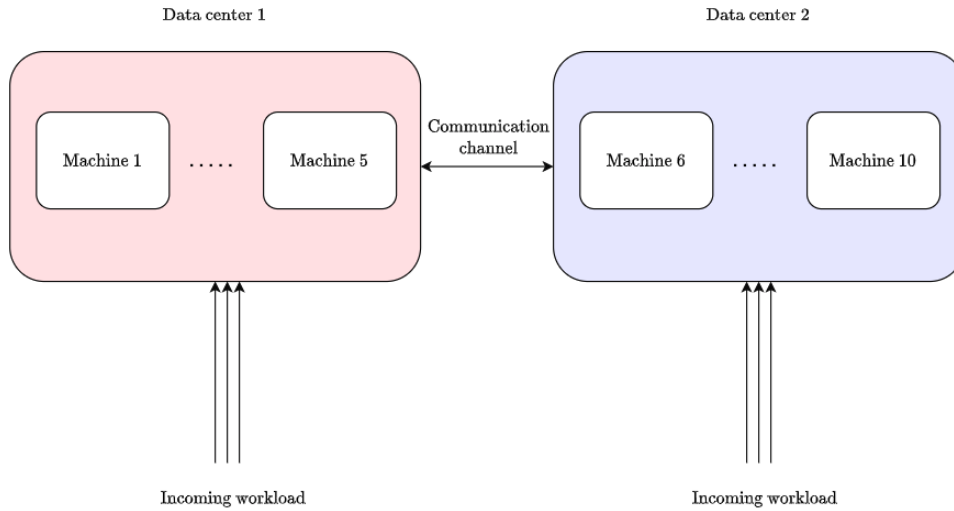 Data center 1
Data center 2
Communication
channel
Machine 1
.....
Machine 5
Machine 6
.....
Machine 10
Incoming workload
Incoming workload